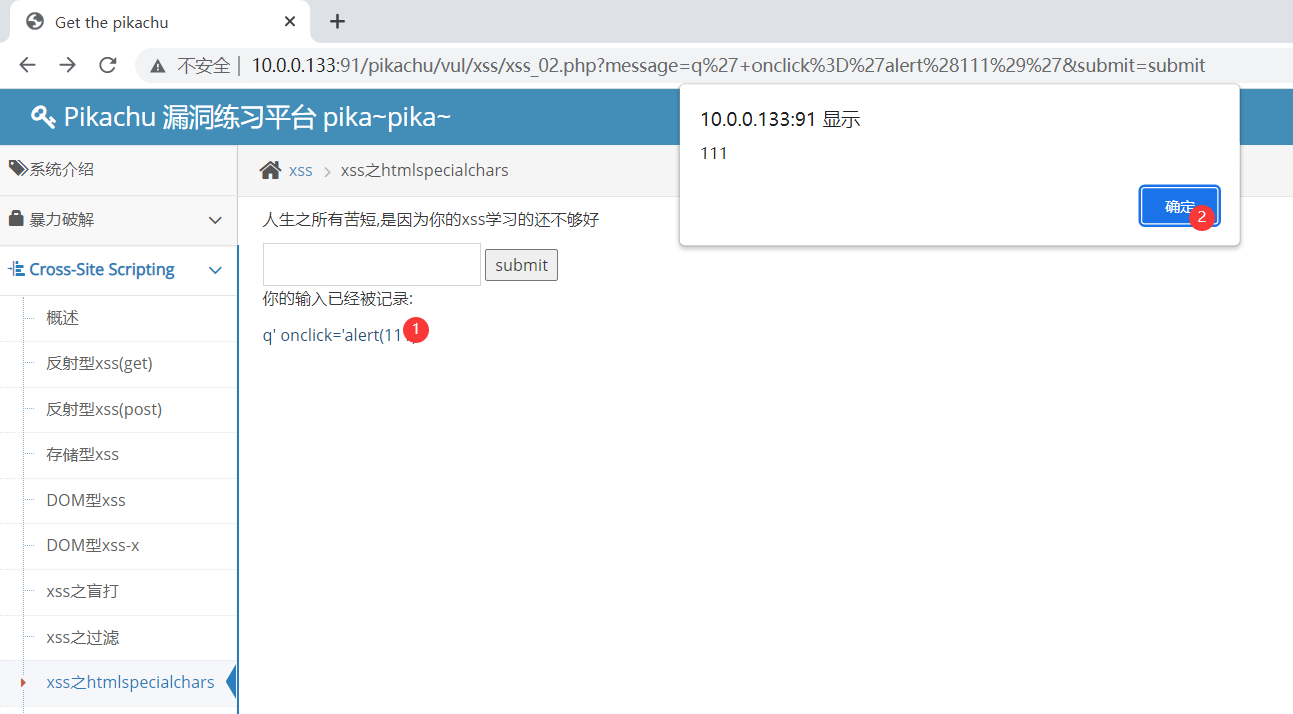 Get the pikachu
不安全 | 10.0.0.133:91/pikachu/vul/xss/xss_02.php?message=q%27+onclick%3D%27alert%28111%29%27&submit=submit
Pikachu 漏洞练习平台 pika~pika~
10.0.0.133:91 显示
111
确定
2
系统介绍
暴力破解
Cross-Site Scripting
概述
反射型xss(get)
反射型xss(post)
存储型xss
DOM型xss
DOM型xss-x
xss之盲打
xss之过滤
xss之htmlspecialchars
xss > xss之htmlspecialchars
人生之所有苦短,是因为你的xss学习的还不够好
submit
你的输入已经被记录:
q' onclick='alert(11
1